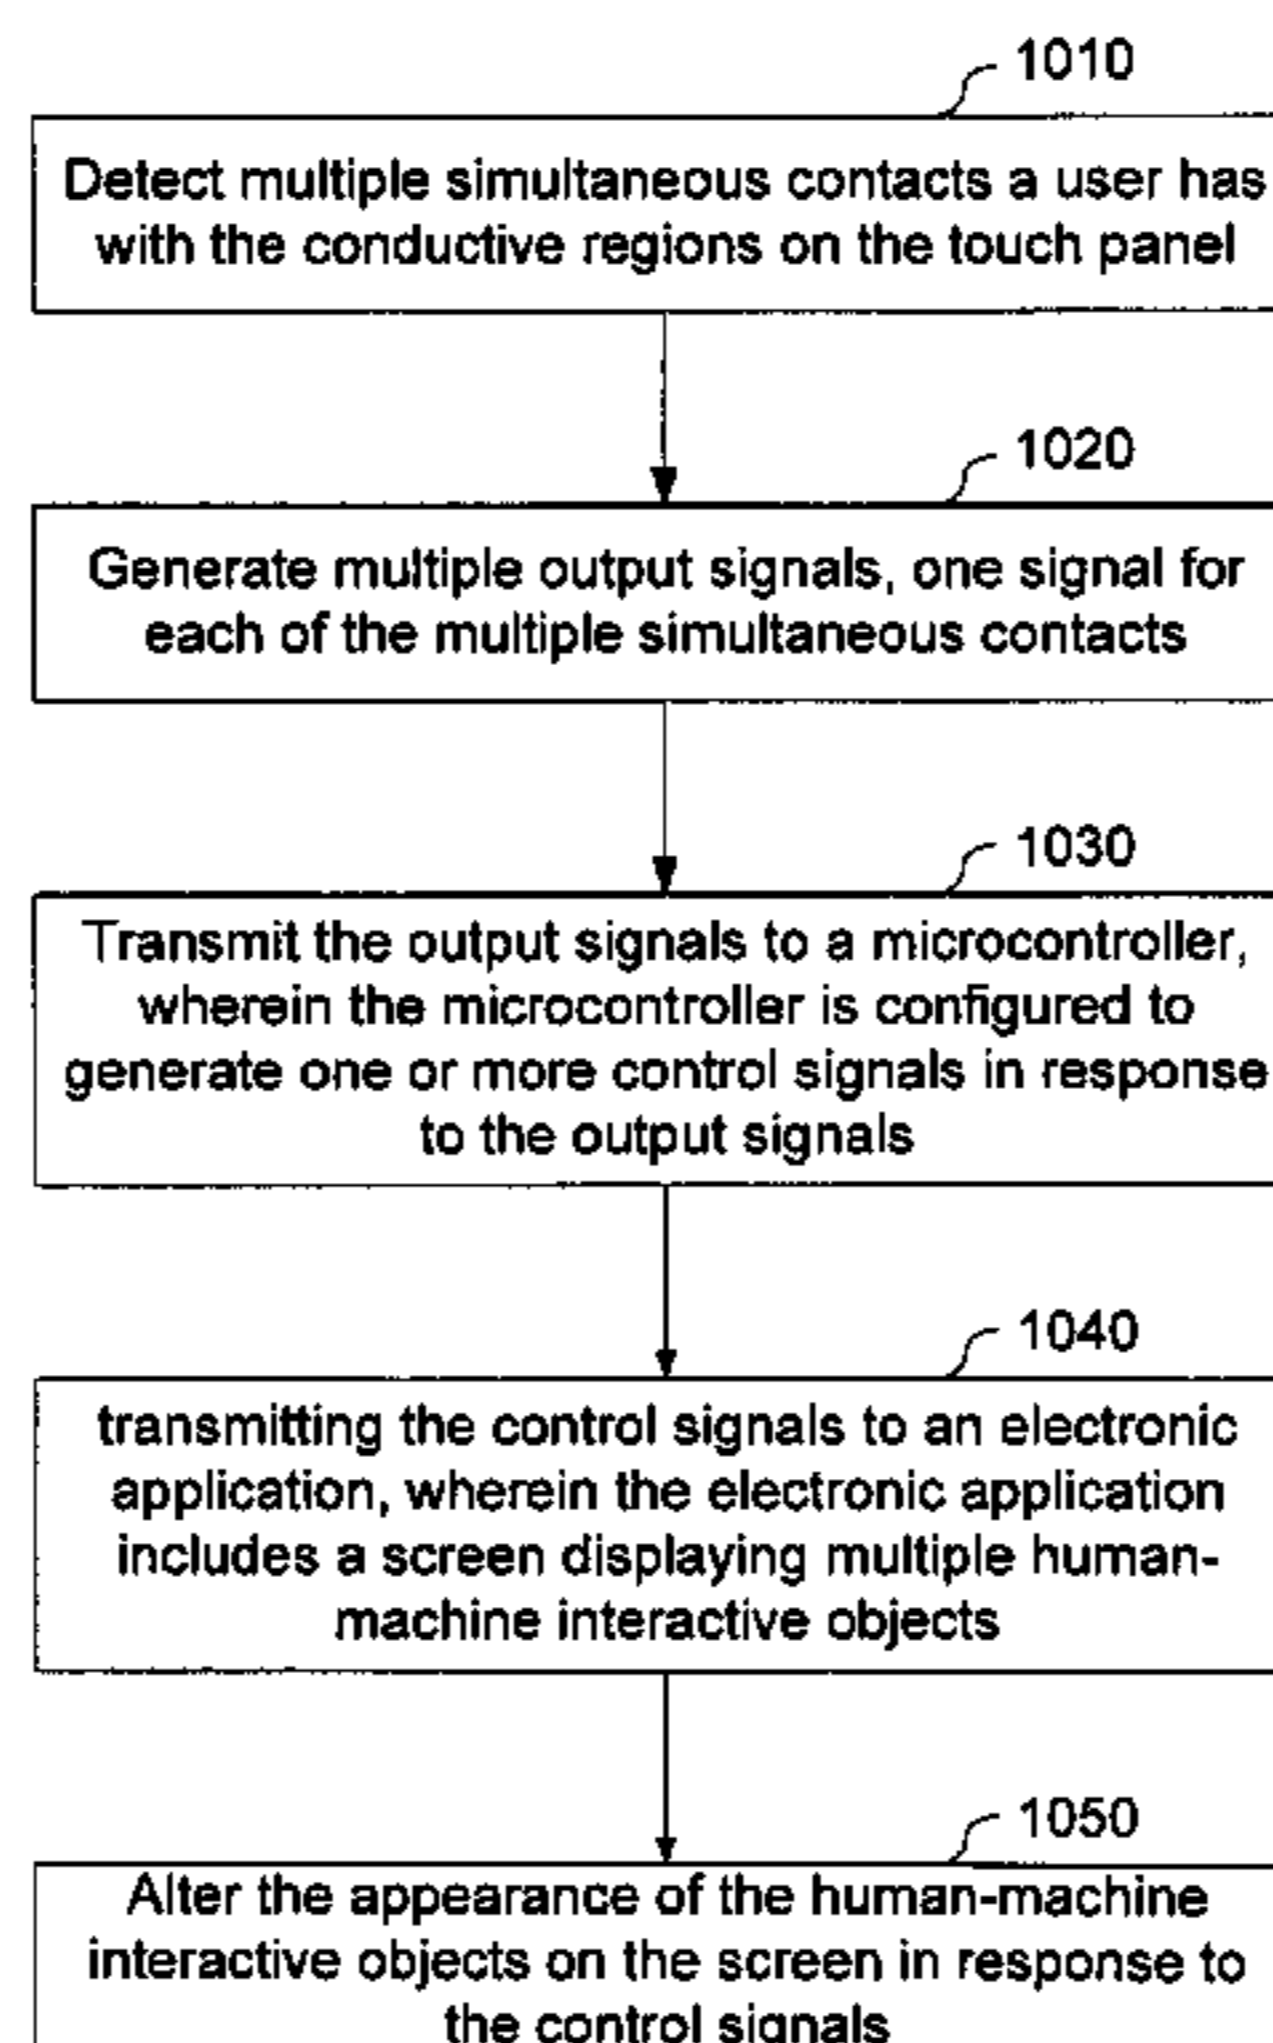 1010
Detect multiple simultaneous contacts a user has
with the conductive regions on the touch panel
1020
Generate multiple output signals, one signal for
each of the multiple simultaneous contacts
1030
Transmit the output signals to a microcontroller,
wherein the microcontroller is configured to
generate one or more control signals in response
to the output signals
1040
transmitting the control signals to an electronic
application, wherein the electronic application
includes a screen displaying multiple human-
machine interactive objects
1050
Alter the appearance of the human-machine
interactive objects on the screen in response to
the control signals